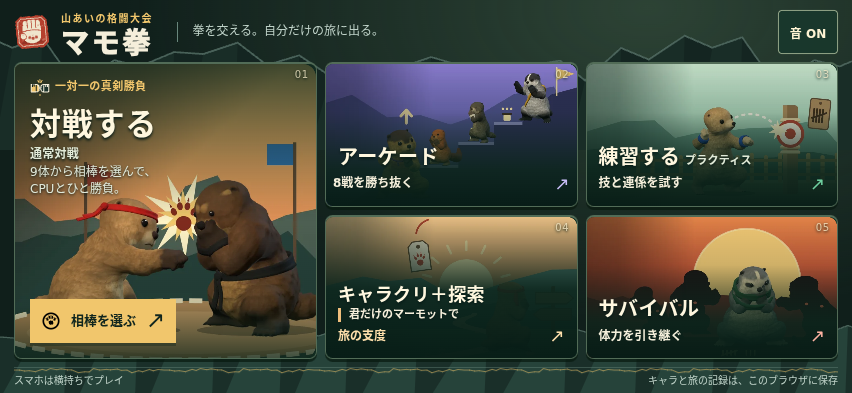 山あいの格闘大会
マモ拳
拳を交える。自分だけの旅に出る。
音 ON
01
一対一の真剣勝負
対戦する
通常対戦
9体から相棒を選んで、
CPUとひと勝負。
相棒を選ぶ ↗
02
アーケード
8戦を勝ち抜く ↗
03
練習する プラクティス
技と連係を試す ↗
04
キャラクリ＋探索
君だけのマーモットで
旅の支度 ↗
05
サバイバル
体力を引き継ぐ ↗
スマホは横持ちでプレイ
キャラと旅の記録は、このブラウザに保存